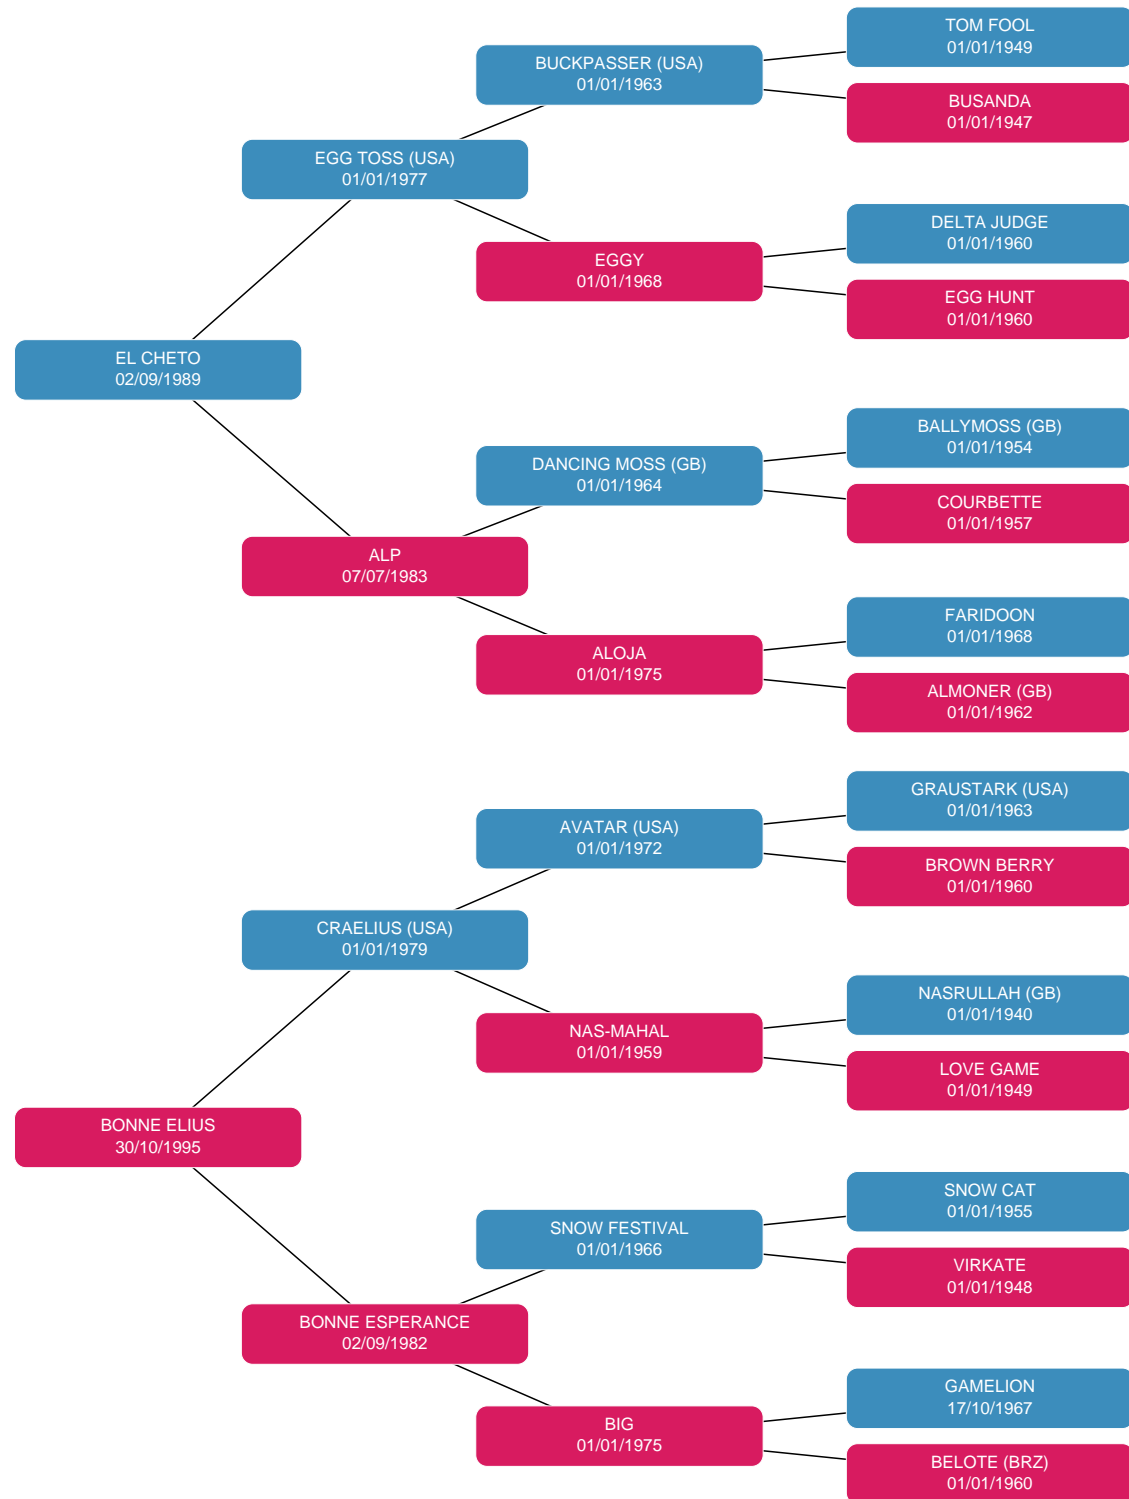 TOM FOOL
01/01/1949
BUCKPASSER (USA)
01/01/1963
BUSANDA
01/01/1947
EGG TOSS (USA)
01/01/1977
DELTA JUDGE
01/01/1960
EGGY
01/01/1968
EGG HUNT
01/01/1960
EL CHETO
02/09/1989
BALLYMOSS (GB)
01/01/1954
DANCING MOSS (GB)
01/01/1964
COURBETTE
01/01/1957
ALP
07/07/1983
FARIDOON
01/01/1968
ALOJA
01/01/1975
ALMONER (GB)
01/01/1962
GRAUSTARK (USA)
01/01/1963
AVATAR (USA)
01/01/1972
BROWN BERRY
01/01/1960
CRAELIUS (USA)
01/01/1979
NASRULLAH (GB)
01/01/1940
NAS-MAHAL
01/01/1959
LOVE GAME
01/01/1949
BONNE ELIUS
30/10/1995
SNOW CAT
01/01/1955
SNOW FESTIVAL
01/01/1966
VIRKATE
01/01/1948
BONNE ESPERANCE
02/09/1982
GAMELION
17/10/1967
BIG
01/01/1975
BELOTE (BRZ)
01/01/1960